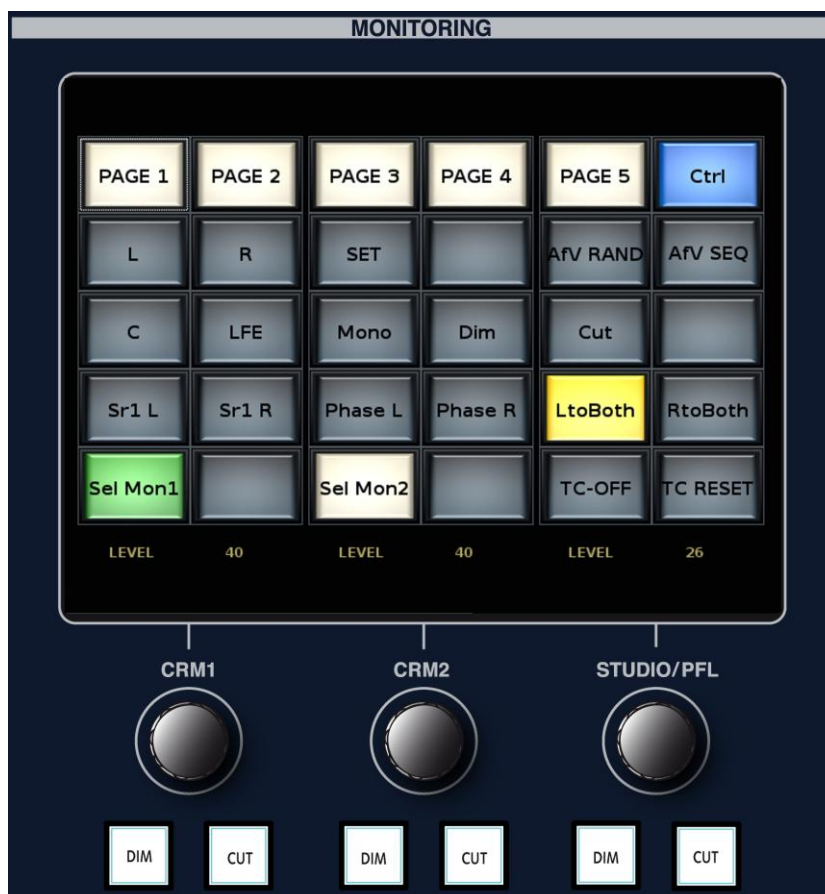 MONITORING
PAGE 1 PAGE 2 PAGE 3 PAGE 4 PAGE 5 Ctrl
L R SET AfV RAND AfV SEQ
C LFE Mono Dim Cut
Sr1 L Sr1 R Phase L Phase R LtoBoth RtoBoth
Sel Mon1 Sel Mon2 TC-OFF TC RESET
LEVEL 40 LEVEL 40 LEVEL 26
CRM1 CRM2 STUDIO/PFL
DIM CUT DIM CUT DIM CUT